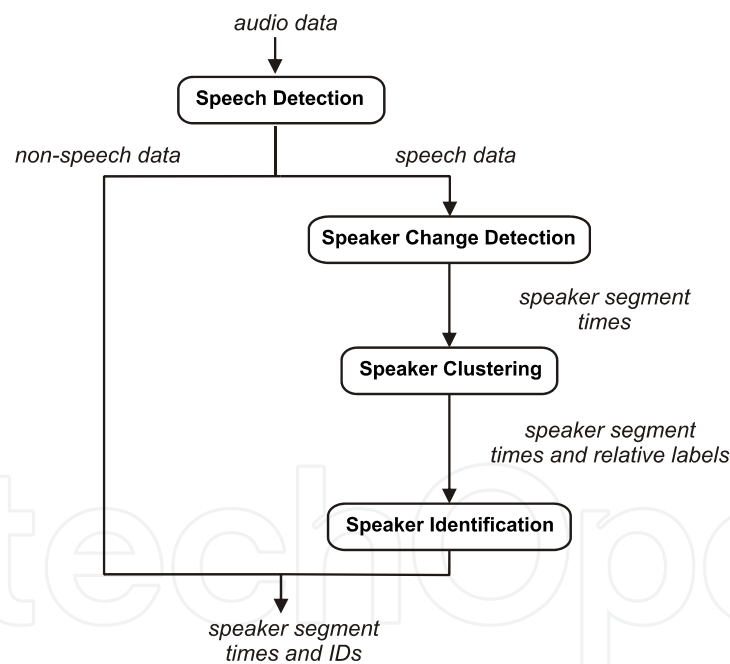 audio data
Speech Detection
non-speech data
speech data
Speaker Change Detection
speaker segment
times
Speaker Clustering
speaker segment
times and relative labels
Speaker Identification
speaker segment
times and IDs
techOpe